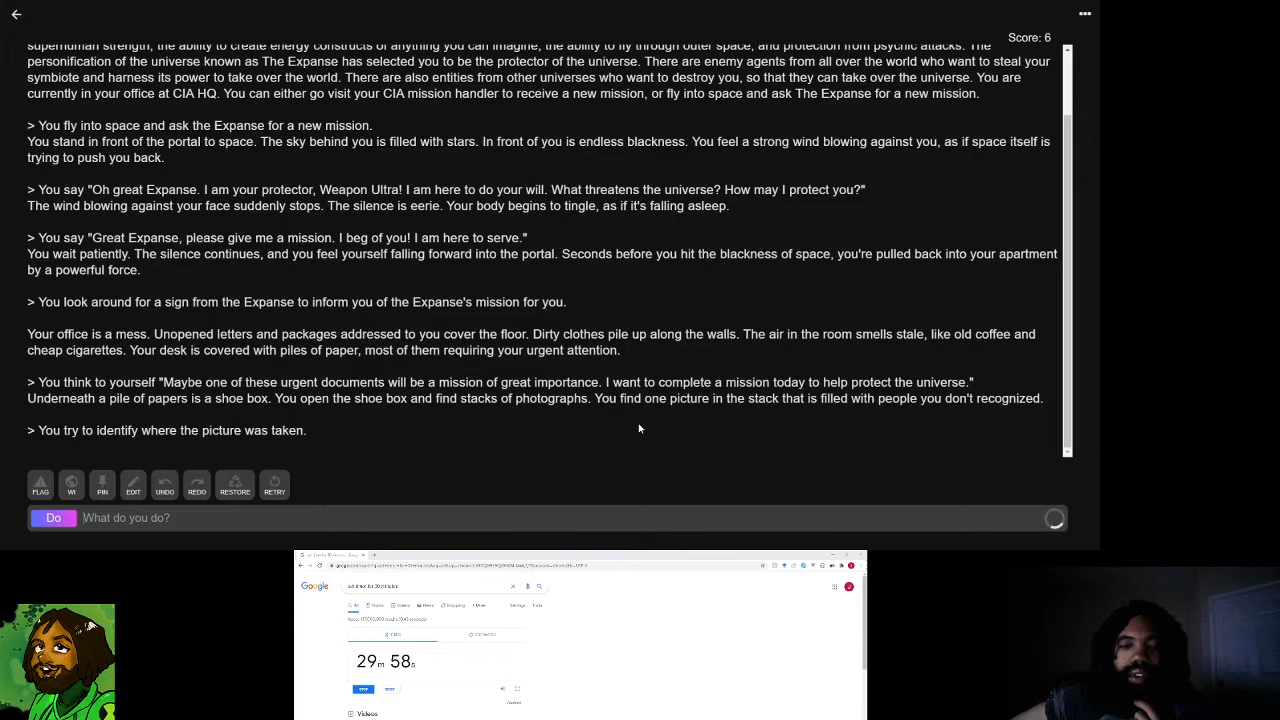 Score: 6
superhuman strength, the ability to create energy constructs of anything you can imagine, the ability to fly through outer space, and protection from psychic attacks. The
personification of the universe known as The Expanse has selected you to be the protector of the universe. There are enemy agents from all over the world who want to steal your
symbiote and harness its power to take over the world. There are also entities from other universes who want to destroy you, so that they can take over the universe. You are
currently in your office at CIA HQ. You can either go visit your CIA mission handler to receive a new mission, or fly into space and ask The Expanse for a new mission.
> You fly into space and ask the Expanse for a new mission.
You stand in front of the portal to space. The sky behind you is filled with stars. In front of you is endless blackness. You feel a strong wind blowing against you, as if space itself is
trying to push you back.
> You say "Oh great Expanse. I am your protector, Weapon Ultra! I am here to do your will. What threatens the universe? How may I protect you?"
The wind blowing against your face suddenly stops. The silence is eerie. Your body begins to tingle, as if it's falling asleep.
> You say "Great Expanse, please give me a mission. I beg of you! I am here to serve."
You wait patiently. The silence continues, and you feel yourself falling forward into the portal. Seconds before you hit the blackness of space, you're pulled back into your apartment
by a powerful force.
> You look around for a sign from the Expanse to inform you of the Expanse's mission for you.
Your office is a mess. Unopened letters and packages addressed to you cover the floor. Dirty clothes pile up along the walls. The air in the room smells stale, like old coffee and
cheap cigarettes. Your desk is covered with piles of paper, most of them requiring your urgent attention.
> You think to yourself "Maybe one of these urgent documents will be a mission of great importance. I want to complete a mission today to help protect the universe."
Underneath a pile of papers is a shoe box. You open the shoe box and find stacks of photographs. You find one picture in the stack that is filled with people you don't recognized.
> You try to identify where the picture was taken.
FLAG WI PIN EDIT UNDO REDO RESTORE RETRY
Do What do you do?
Google set timer for 30 minutes
All Books Videos News Shopping More Settings Tools
29m 58s
STOP RESET
Videos